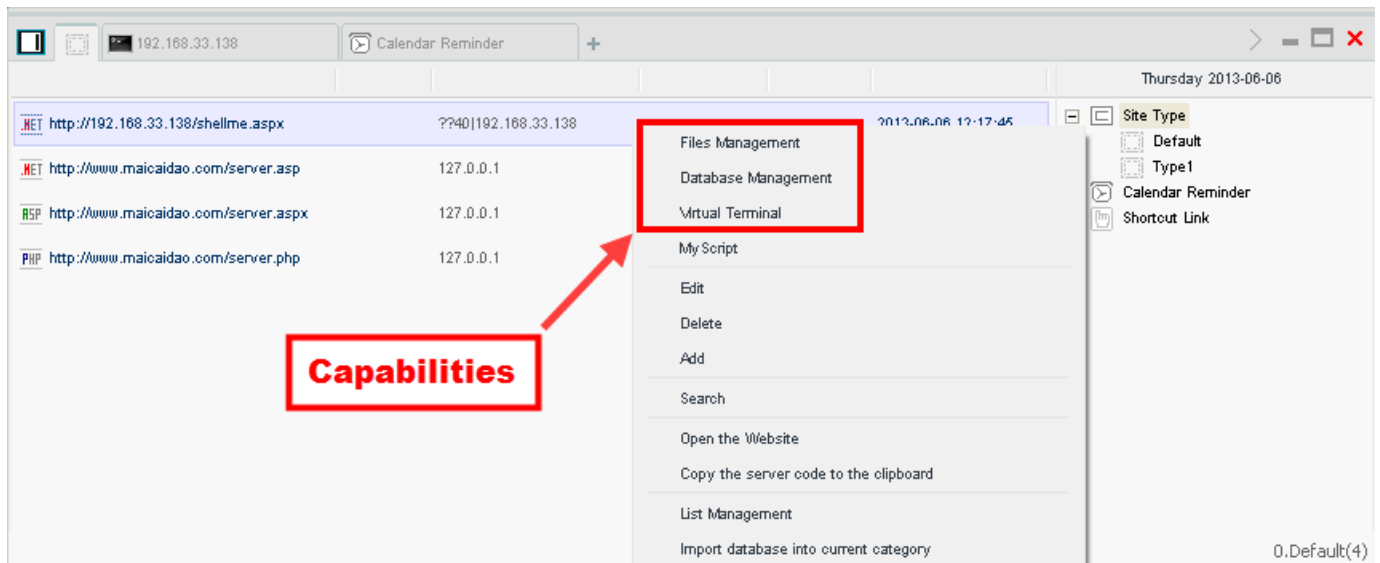 192.168.33.138
Calendar Reminder
+
Thursday 2013-06-06
.NET http://192.168.33.138/shellme.aspx ??40|192.168.33.138 2013-06-06 12:17:45
.NET http://www.maicaidao.com/server.asp 127.0.0.1
ASP http://www.maicaidao.com/server.aspx 127.0.0.1
PHP http://www.maicaidao.com/server.php 127.0.0.1
Files Management
Database Management
Virtual Terminal
My Script
Edit
Delete
Add
Search
Open the Website
Copy the server code to the clipboard
List Management
Import database into current category
Capabilities
Site Type
Default
Type1
Calendar Reminder
Shortcut Link
0.Default(4)